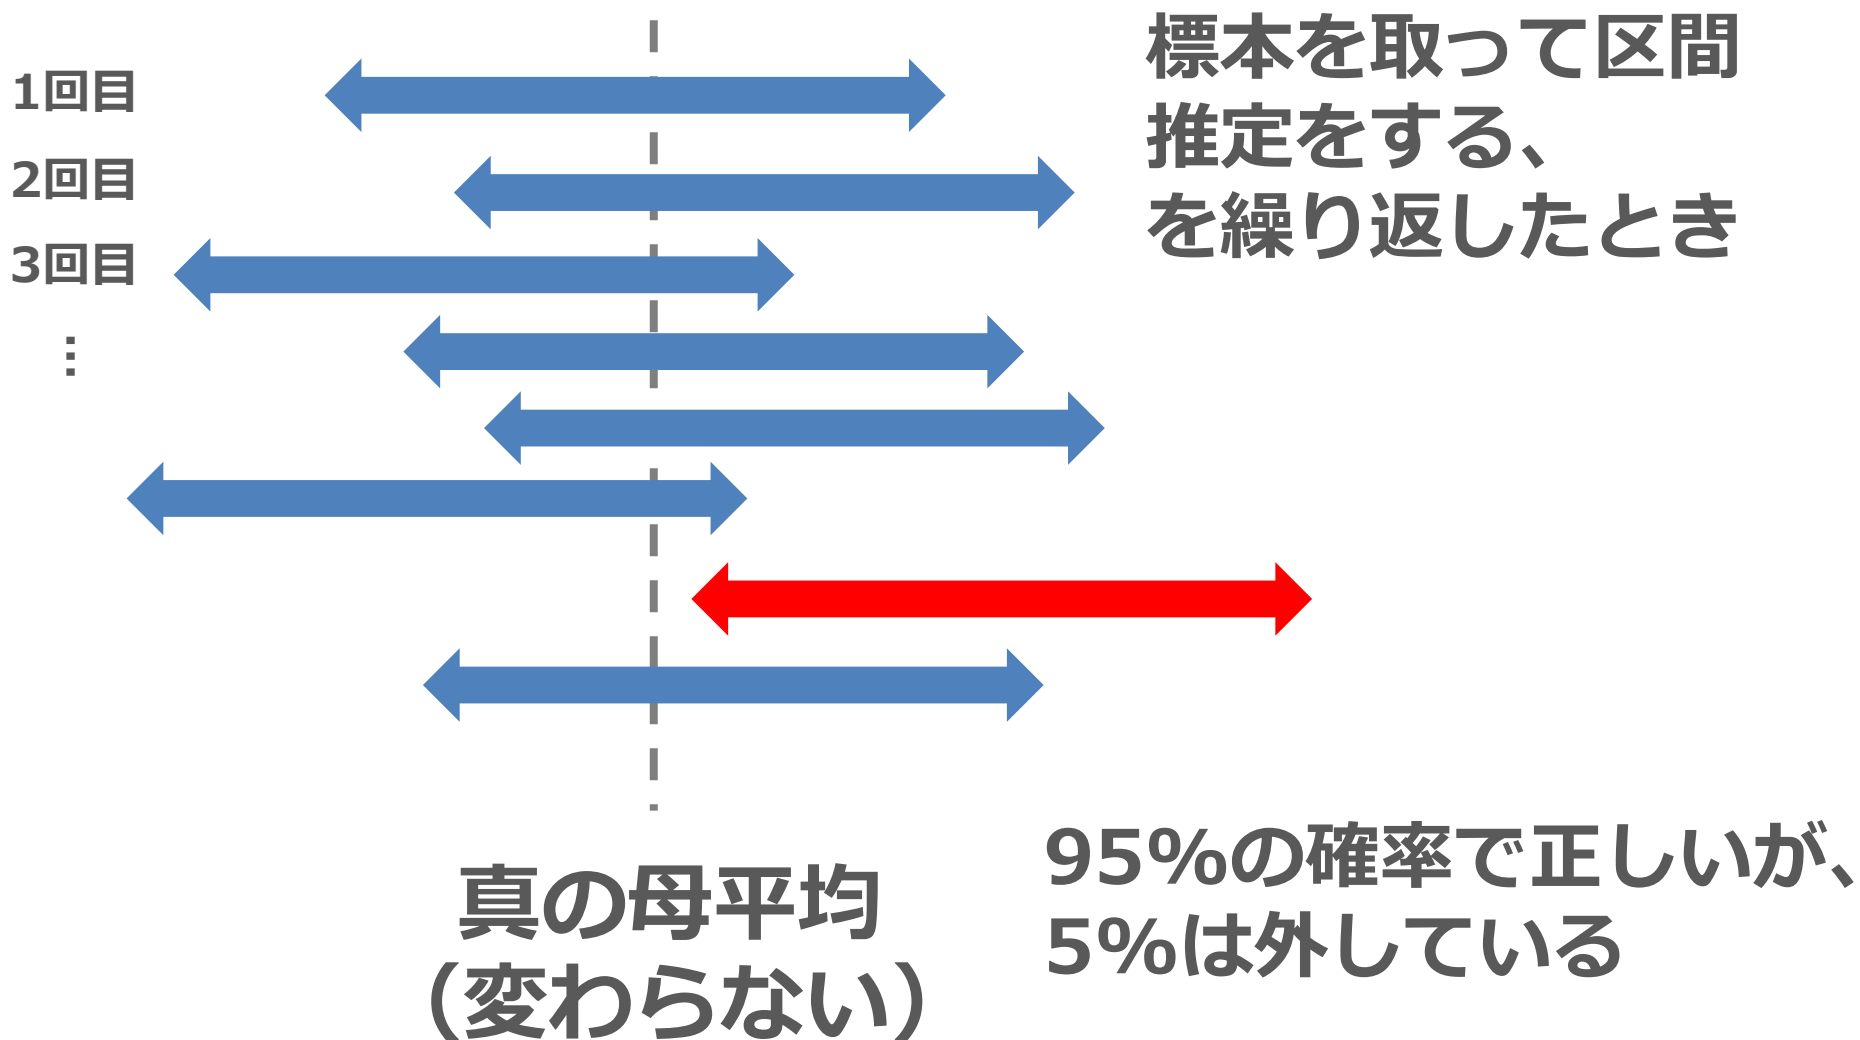 標本を取って区間
推定をする、
を繰り返したとき
1回目
2回目
3回目
…
95%の確率で正しいが、
5%は外している
真の母平均
（変わらない）